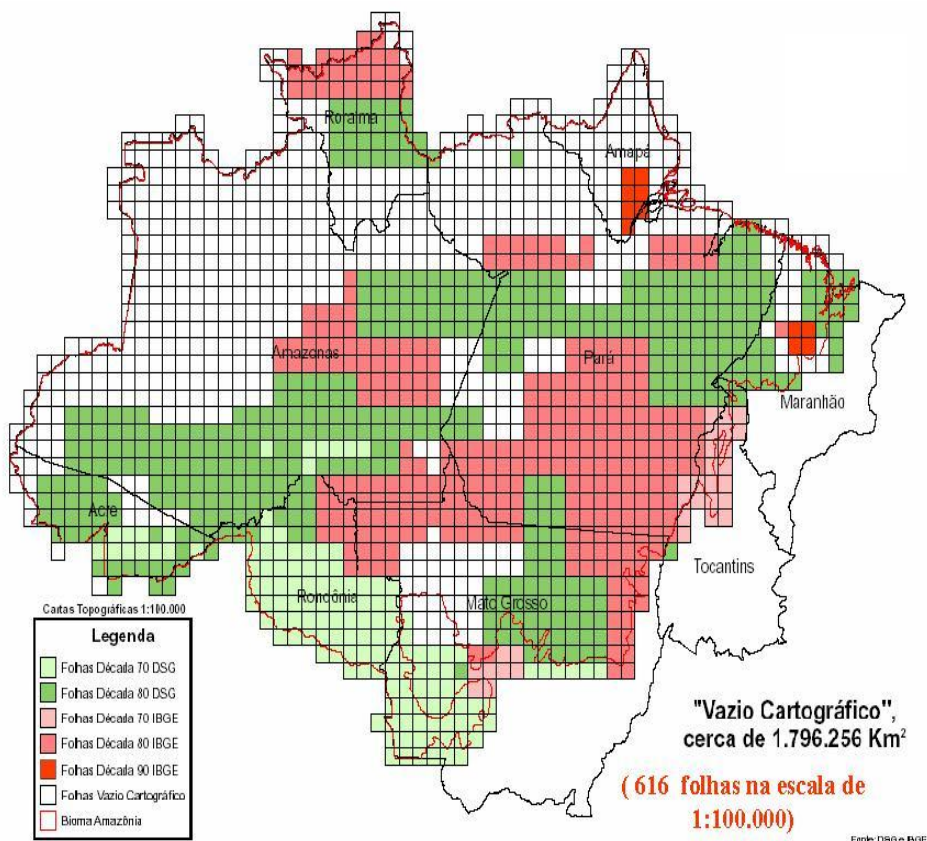 Roraima
Amapá
Amazonas
Pará
Maranhão
Acre
Tocantins
Rondônia
Mato Grosso
Cartas Topográficas 1:100.000
Legenda
Folhas Década 70 DSG
Folhas Década 80 DSG
Folhas Década 70 IBGE
Folhas Década 80 IBGE
Folhas Década 90 IBGE
Folhas Vazio Cartográfico
Bioma Amazônia
"Vazio Cartográfico",
cerca de 1.796.256 Km²
( 616 folhas na escala de
1:100.000)
Fonte: DSG e IBGE